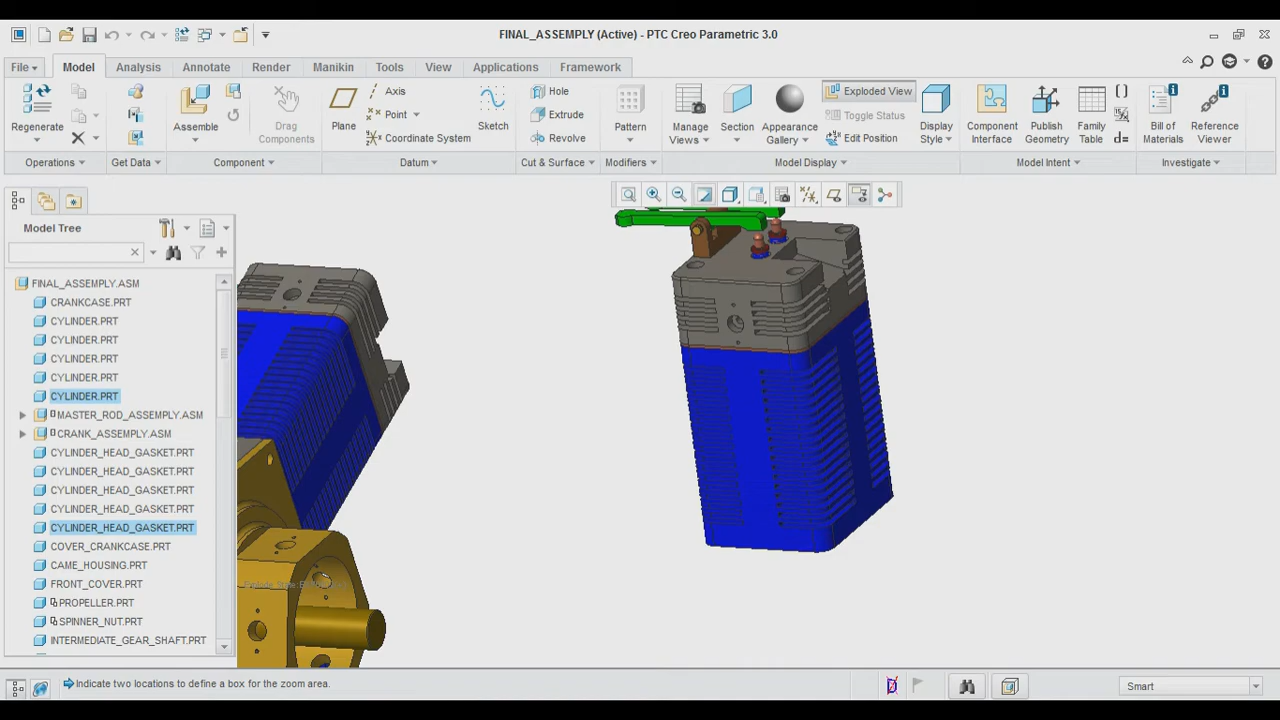 FINAL_ASSEMPLY (Active) - PTC Creo Parametric 3.0
File
Model
Analysis
Annotate
Render
Manikin
Tools
View
Applications
Framework
Regenerate
Operations
Get Data
Assemble
Drag
Components
Component
Plane
Axis
Point
Coordinate System
Sketch
Datum
Hole
Extrude
Revolve
Cut & Surface
Pattern
Modifiers
Manage
Views
Section
Appearance
Gallery
Exploded View
Toggle Status
Edit Position
Display
Style
Model Display
Component
Interface
Publish
Geometry
Family
Table
Model Intent
Bill of
Materials
Reference
Viewer
Investigate
Model Tree
FINAL_ASSEMPLY.ASM
CRANKCASE.PRT
CYLINDER.PRT
CYLINDER.PRT
CYLINDER.PRT
CYLINDER.PRT
CYLINDER.PRT
MASTER_ROD_ASSEMPLY.ASM
CRANK_ASSEMPLY.ASM
CYLINDER_HEAD_GASKET.PRT
CYLINDER_HEAD_GASKET.PRT
CYLINDER_HEAD_GASKET.PRT
CYLINDER_HEAD_GASKET.PRT
CYLINDER_HEAD_GASKET.PRT
COVER_CRANKCASE.PRT
CAME_HOUSING.PRT
FRONT_COVER.PRT
PROPELLER.PRT
SPINNER_NUT.PRT
INTERMEDIATE_GEAR_SHAFT.PRT
Indicate two locations to define a box for the zoom area.
Smart